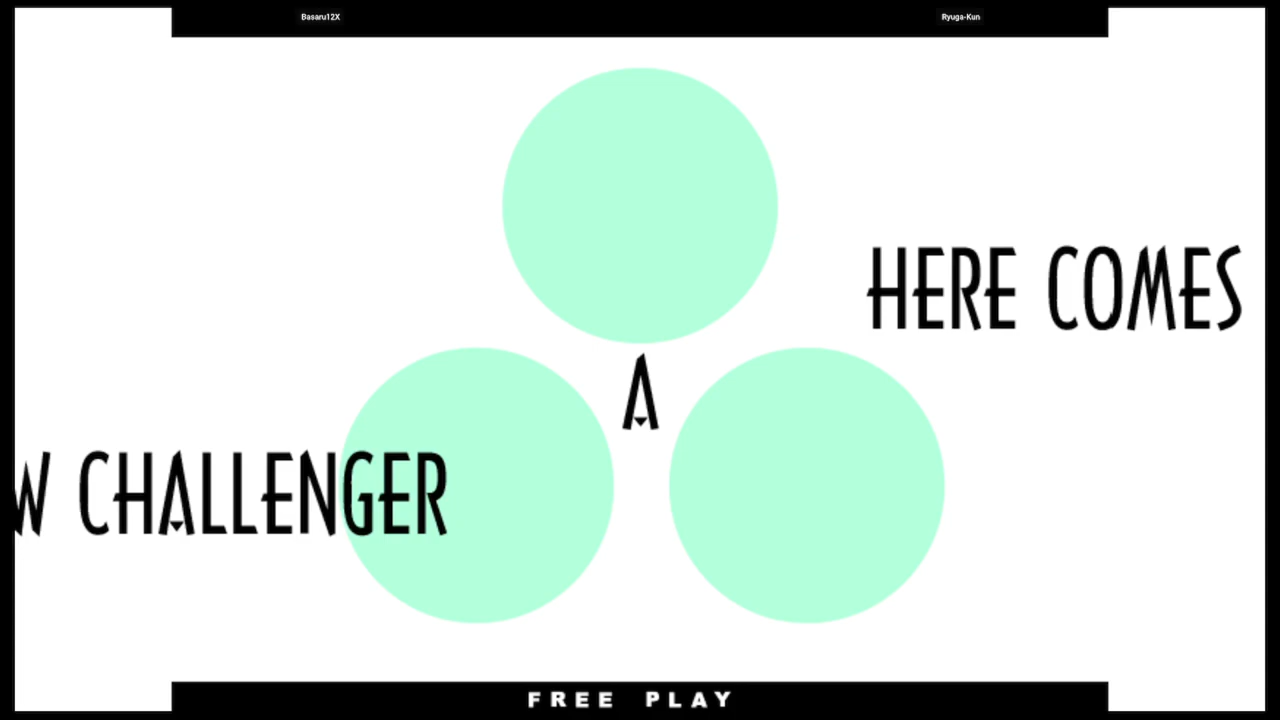 Basaru12X
Ryuga-Kun
HERE COMES
A
W CHALLENGER
FREE PLAY